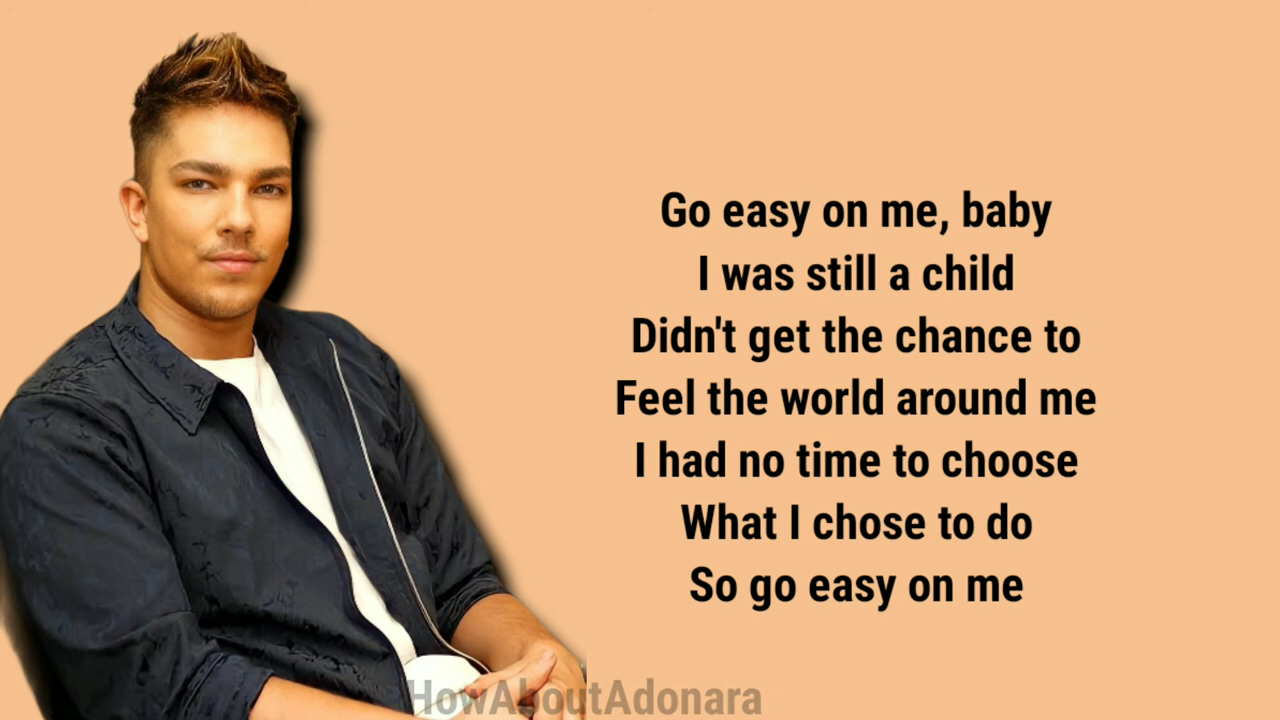 Go easy on me, baby
I was still a child
Didn't get the chance to
Feel the world around me
I had no time to choose
What I chose to do
So go easy on me
HowAboutAdonara